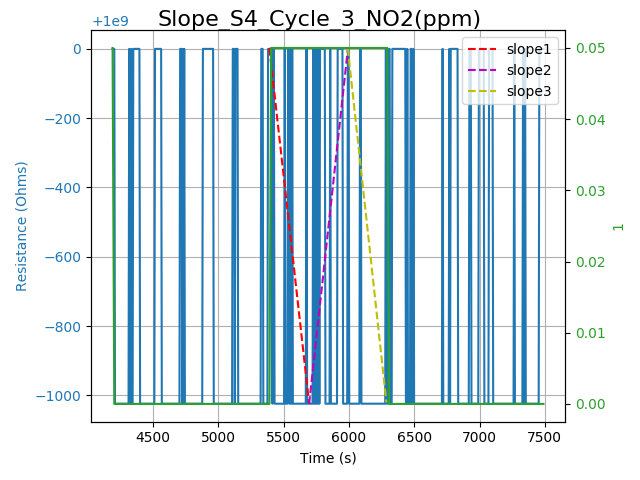 Slope_S4_Cycle_3_NO2(ppm)
+1e9
0
−200
−400
−600
−800
−1000
Resistance (Ohms)
4500
5000
5500
6000
6500
7000
7500
Time (s)
0.05
0.04
0.03
0.02
0.01
0.00
1
slope1
slope2
slope3